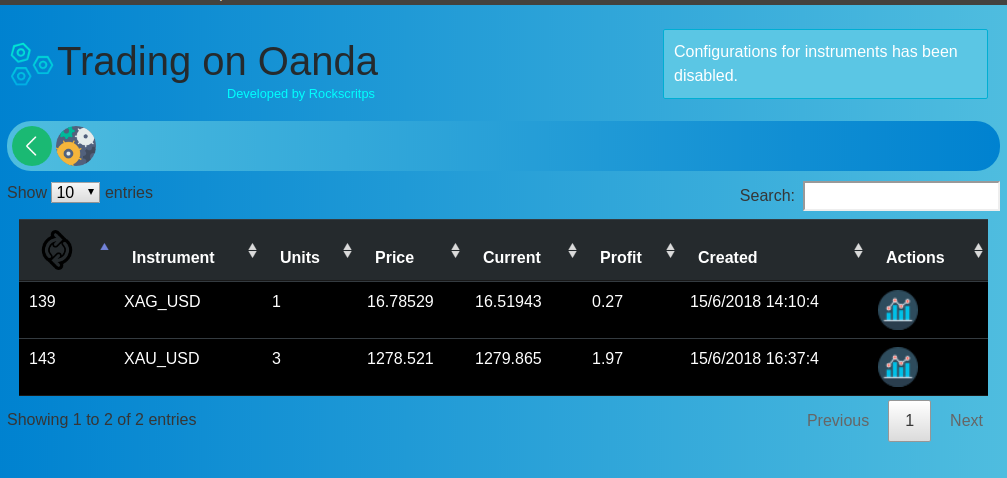 Trading on Oanda
Developed by Rockscritps
Configurations for instruments has been
disabled.
Show 10 entries
Search:
Instrument Units Price Current Profit Created Actions
139 XAG_USD 1 16.78529 16.51943 0.27 15/6/2018 14:10:4
143 XAU_USD 3 1278.521 1279.865 1.97 15/6/2018 16:37:4
Showing 1 to 2 of 2 entries
Previous 1 Next